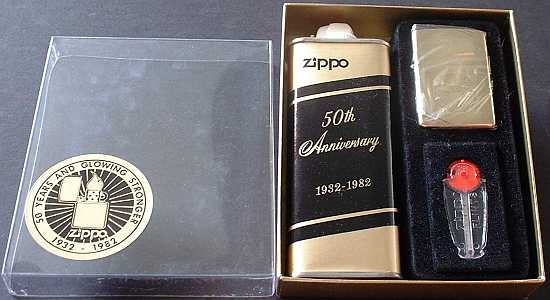 50 YEARS AND GLOWING STRONGER
zippo
1932 - 1982
zippo
50th
Anniversary
1932-1982